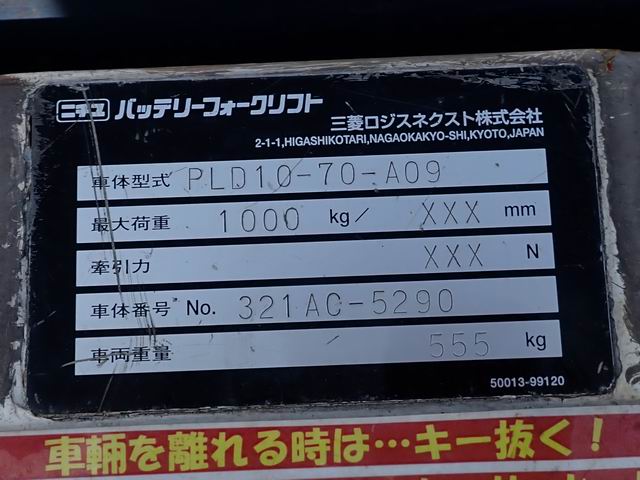 ニチユ バッテリーフォークリフト
三菱ロジスネクスト株式会社
2-1-1,HIGASHIKOTARI,NAGAOKAKYO-SHI,KYOTO,JAPAN
車体型式 PLD10-70-A09
最大荷重 1000 kg/ XXX mm
牽引力 XXX N
車体番号 No. 321AC-5290
車両重量 555 kg
50013-99120
車輌を離れる時は…キー抜く!